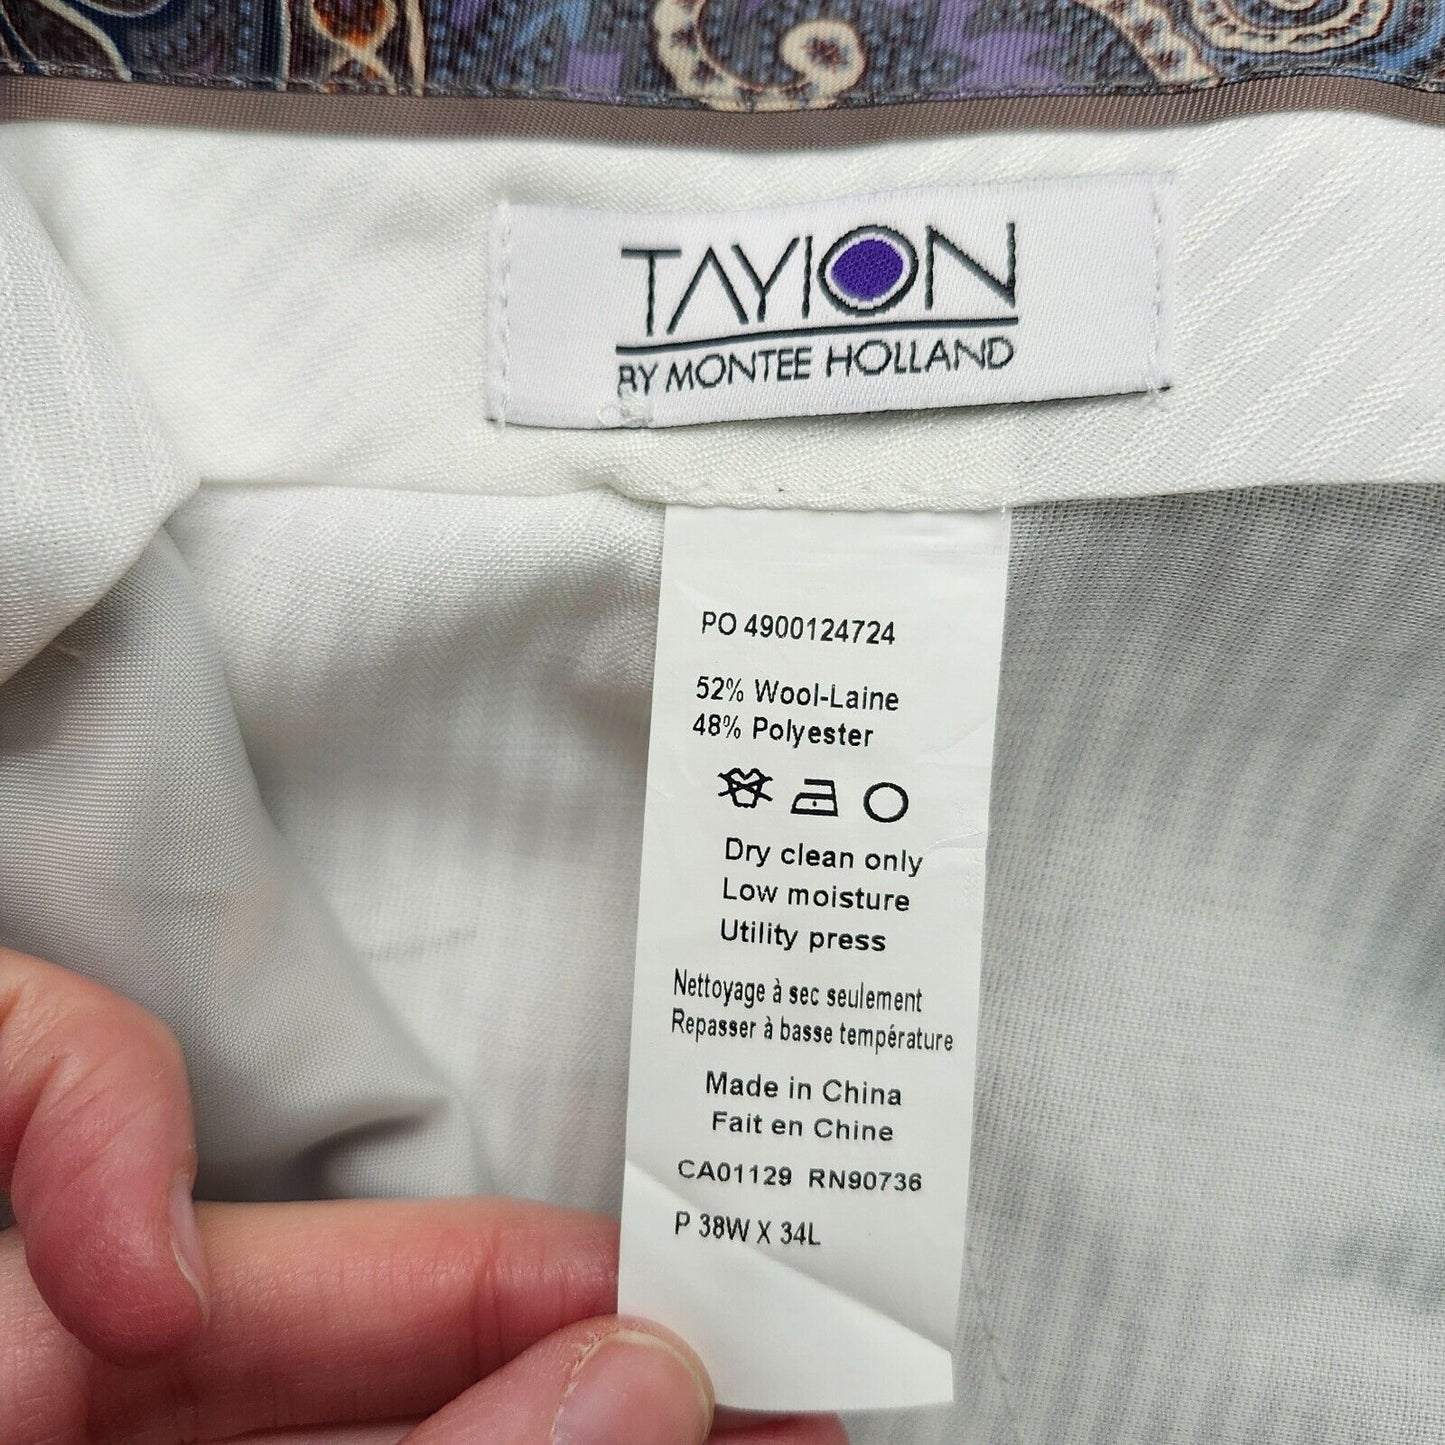 TAYION
BY MONTEE HOLLAND
PO 4900124724
52% Wool-Laine
48% Polyester
Dry clean only
Low moisture
Utility press
Nettoyage à sec seulement
Repasser à basse température
Made in China
Fait en Chine
CA01129 RN90736
P 38W X 34L